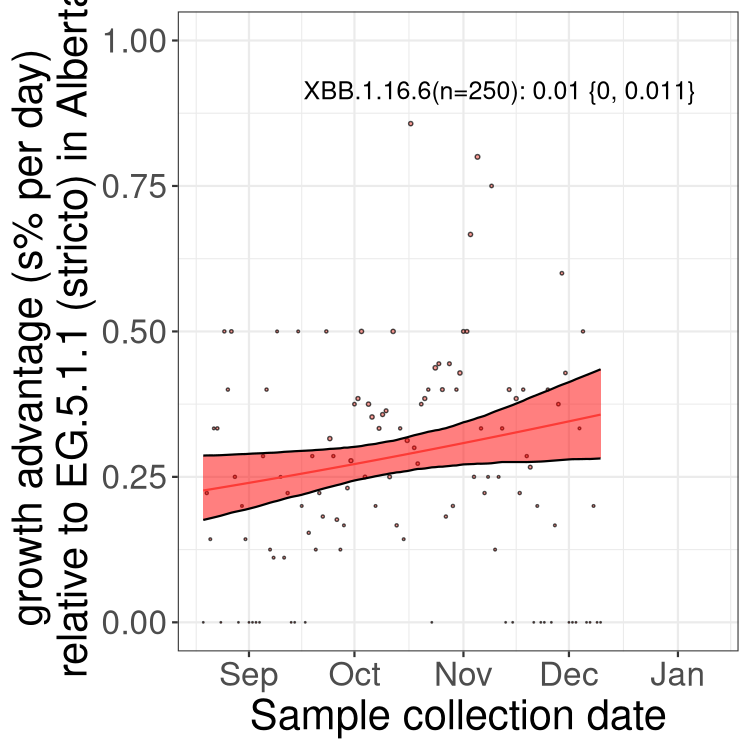 growth advantage (s% per day)
relative to EG.5.1.1 (stricto) in Alberta
1.00
XBB.1.16.6(n=250): 0.01 {0, 0.011}
0.75
0.50
0.25
0.00
Sep Oct Nov Dec Jan
Sample collection date